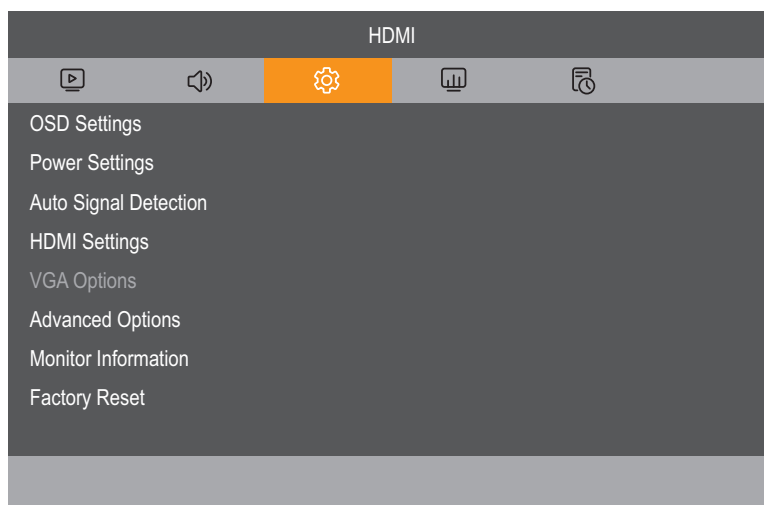 HDMI
OSD Settings
Power Settings
Auto Signal Detection
HDMI Settings
VGA Options
Advanced Options
Monitor Information
Factory Reset